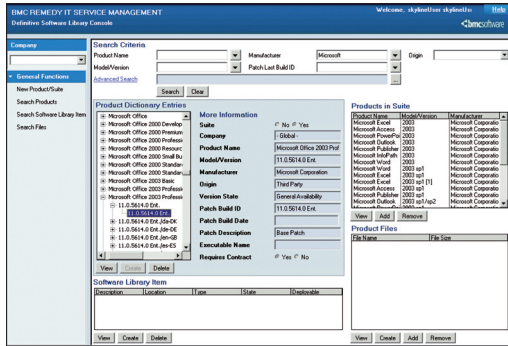 BMC REMEDY IT SERVICE MANAGEMENT
Definitive Software Library Console
Welcome, skylineUser skylineUse
Help
bmcsoftware
Company
General Functions
New Product/Suite
Search Products
Search Software Library Item
Search Files
Search Criteria
Product Name
Manufacturer
Microsoft
Origin
Model/Version
Patch Last Build ID
Advanced Search
Search
Clear
Product Dictionary Entries
Microsoft Office
Microsoft Office 2000 Develop
Microsoft Office 2000 Premium
Microsoft Office 2000 Professi
Microsoft Office 2000 Resourc
Microsoft Office 2000 Small Bu
Microsoft Office 2000 Standar
Microsoft Office 2000 Standar
Microsoft Office 2003 Basic
Microsoft Office 2003 Professi
Microsoft Office 2003 Professi
11.0.5614.0 Ent.
11.0.5614.0 Ent.
11.0.5614.0 Ent./da-DK
11.0.5614.0 Ent./de-DE
11.0.5614.0 Ent./en-GB
11.0.5614.0 Ent./es-ES
View
Create
Delete
More Information
Suite
No
Yes
Company
- Global -
Product Name
Microsoft Office 2003 Prof
Model/Version
11.0.5614.0 Ent.
Manufacturer
Microsoft Corporation
Origin
Third Party
Version State
General Availability
Patch Build ID
11.0.5614.0 Ent.
Patch Build Date
Patch Description
Base Patch
Executable Name
Requires Contract
Yes
No
Products in Suite
Product Name
Model/Version
Manufacturer
Microsoft Excel 2003 Microsoft Corporatio
Microsoft Access 2003 Microsoft Corporatio
Microsoft PowerPoi 2003 Microsoft Corporatio
Microsoft Outlook 2003 Microsoft Corporatio
Microsoft Publisher 2003 Microsoft Corporatio
Microsoft InfoPath 2003 Microsoft Corporatio
Microsoft Word 2003 Microsoft Corporatio
Microsoft Word 2003 sp1 Microsoft Corporatio
Microsoft Excel 2003 sp1 Microsoft Corporatio
Microsoft Excel 2003 sp1 [1] Microsoft Corporatio
Microsoft Access 2003 sp1 Microsoft Corporatio
Microsoft Publisher 2003 sp1 Microsoft Corporatio
Microsoft Outlook 2003 sp1/sp2 Microsoft Corporatio
View
Add
Remove
Product Files
File Name
File Size
View
Create
Add
Remove
Software Library Item
Description
Location
Type
State
Deployable
View
Create
Delete